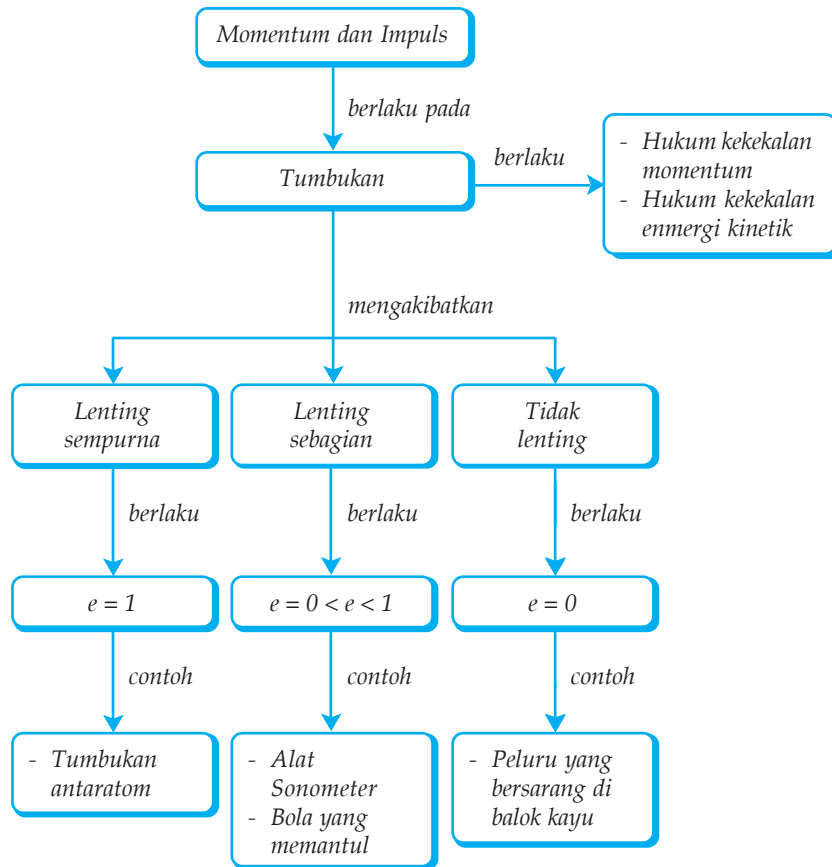 Momentum dan Impuls
berlaku pada
Tumbukan
berlaku
- Hukum kekekalan
momentum
- Hukum kekekalan
enmergi kinetik
mengakibatkan
Lenting
sempurna
Lenting
sebagian
Tidak
lenting
berlaku
berlaku
berlaku
e = 1
e = 0 < e < 1
e = 0
contoh
contoh
contoh
- Tumbukan
antaratom
- Alat
Sonometer
- Bola yang
memantul
- Peluru yang
bersarang di
balok kayu